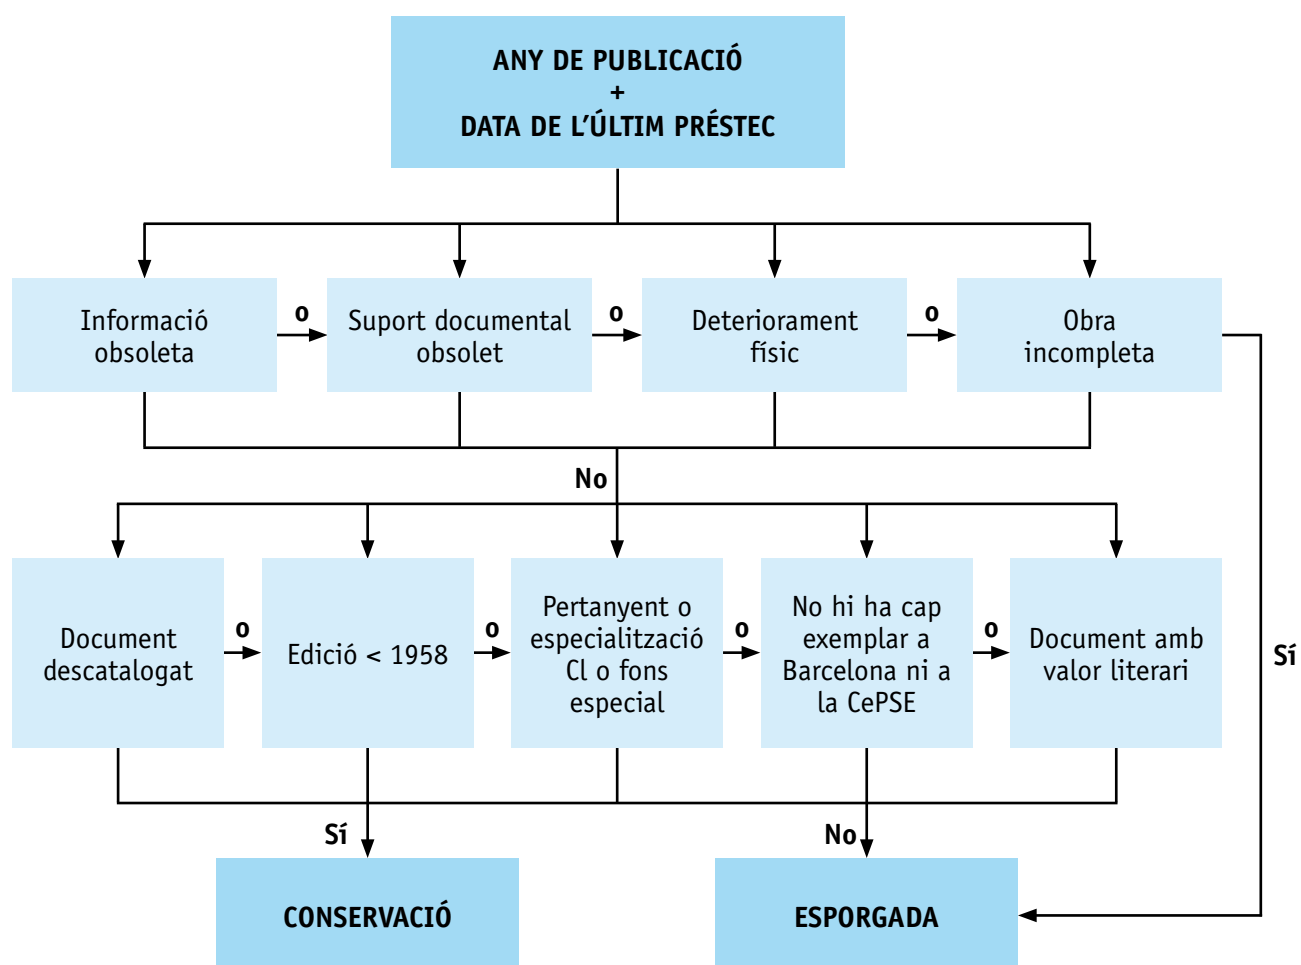 ANY DE PUBLICACIÓ
+
DATA DE L'ÚLTIM PRÉSTEC
Informació
obsoleta
o
Suport documental
obsolet
o
Deteriorament
físic
o
Obra
incompleta
No
Sí
Document
descatalogat
o
Edició < 1958
o
Pertanyent o
especialització
Cl o fons
especial
o
No hi ha cap
exemplar a
Barcelona ni a
la CePSE
o
Document amb
valor literari
Sí
No
CONSERVACIÓ
ESPORGADA